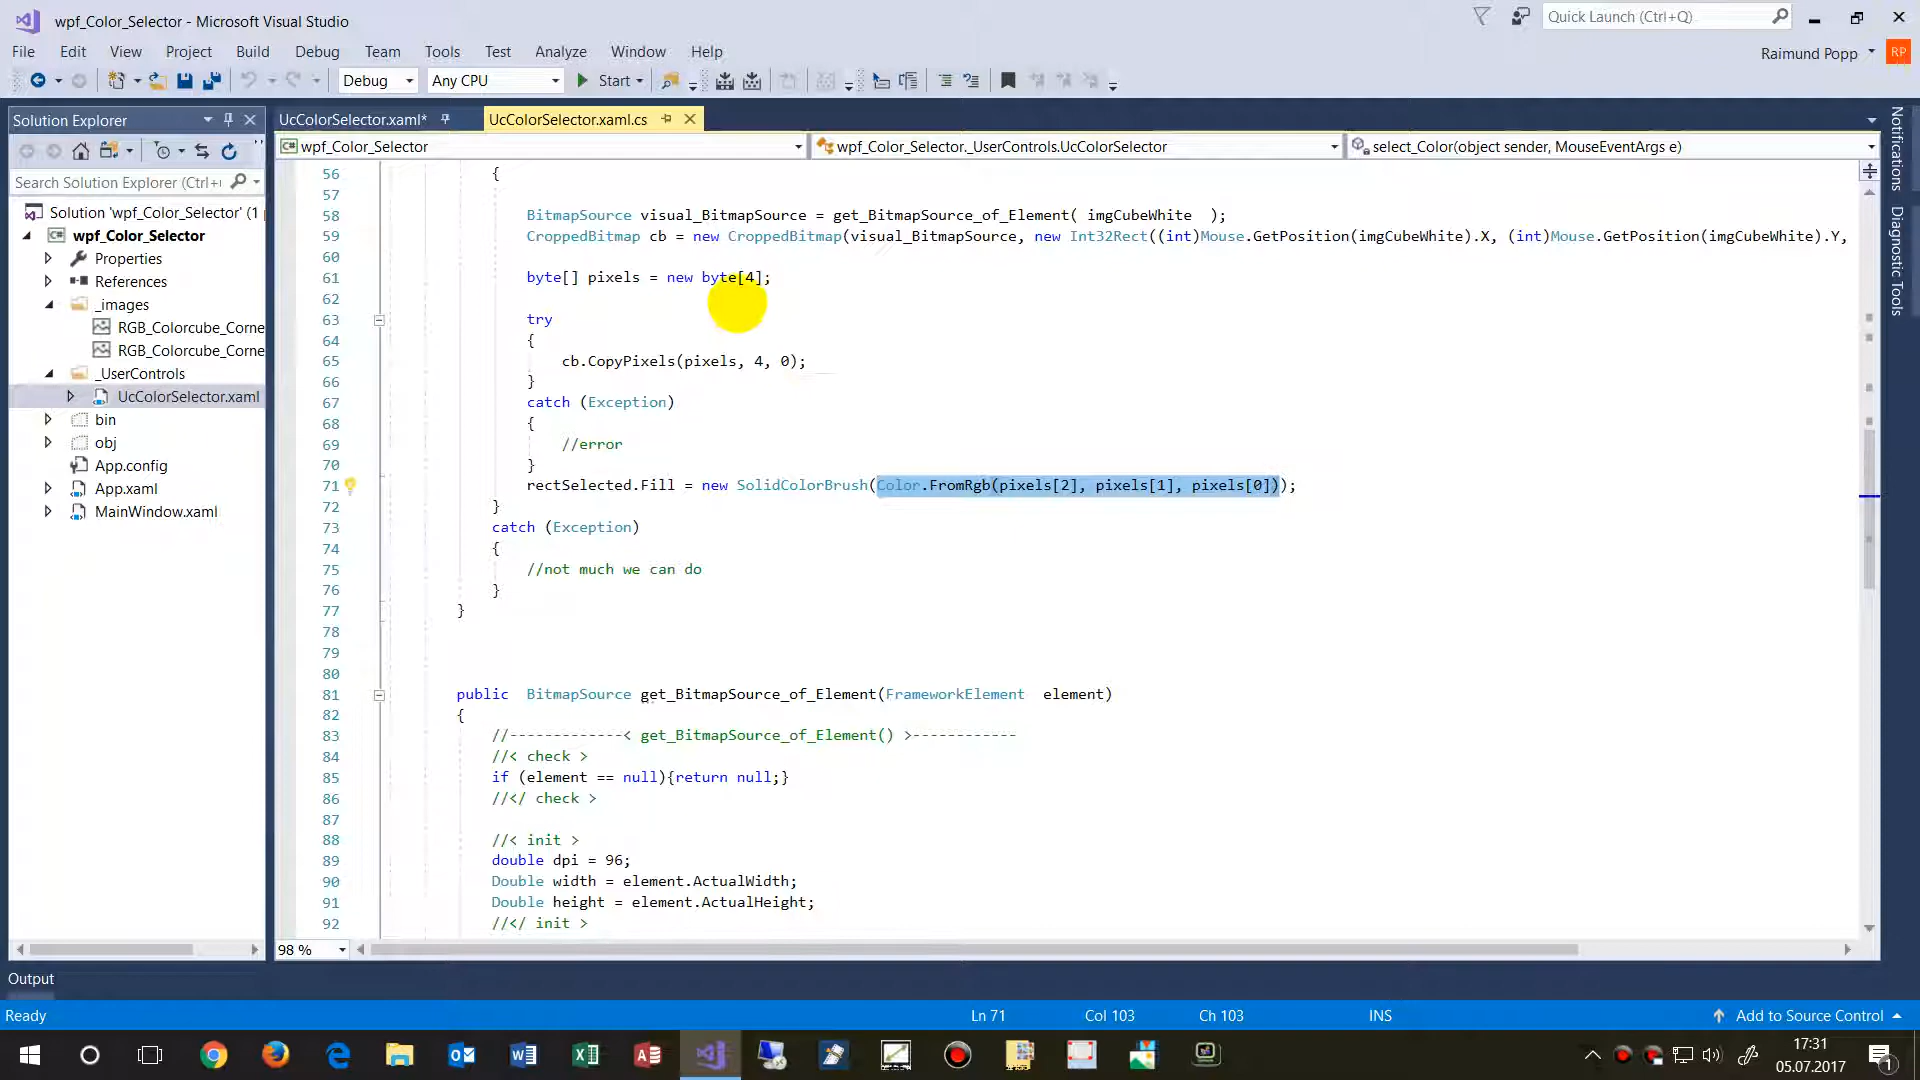 wpf_Color_Selector - Microsoft Visual Studio
Quick Launch (Ctrl+Q)
File Edit View Project Build Debug Team Tools Test Analyze Window Help
Raimund Popp RP
Debug Any CPU Start
Solution Explorer
UcColorSelector.xaml* UcColorSelector.xaml.cs
wpf_Color_Selector wpf_Color_Selector._UserControls.UcColorSelector select_Color(object sender, MouseEventArgs e)
Search Solution Explorer (Ctrl+
Solution 'wpf_Color_Selector' (1
wpf_Color_Selector
Properties
References
_images
RGB_Colorcube_Corne
RGB_Colorcube_Corne
_UserControls
UcColorSelector.xaml
bin
obj
App.config
App.xaml
MainWindow.xaml
56 {
57
58 BitmapSource visual_BitmapSource = get_BitmapSource_of_Element( imgCubeWhite  );
59 CroppedBitmap cb = new CroppedBitmap(visual_BitmapSource, new Int32Rect((int)Mouse.GetPosition(imgCubeWhite).X, (int)Mouse.GetPosition(imgCubeWhite).Y,
60
61 byte[] pixels = new byte[4];
62
63 try
64 {
65 cb.CopyPixels(pixels, 4, 0);
66 }
67 catch (Exception)
68 {
69 //error
70 }
71 rectSelected.Fill = new SolidColorBrush(Color.FromRgb(pixels[2], pixels[1], pixels[0]));
72 }
73 catch (Exception)
74 {
75 //not much we can do
76 }
77 }
78
79
80
81 public  BitmapSource get_BitmapSource_of_Element(FrameworkElement  element)
82 {
83 //-------------< get_BitmapSource_of_Element() >------------
84 //< check >
85 if (element == null){return null;}
86 //</ check >
87
88 //< init >
89 double dpi = 96;
90 Double width = element.ActualWidth;
91 Double height = element.ActualHeight;
92 //</ init >
98 %
Notifications
Diagnostic Tools
Output
Ready Ln 71 Col 103 Ch 103 INS Add to Source Control
17:31
05.07.2017
1